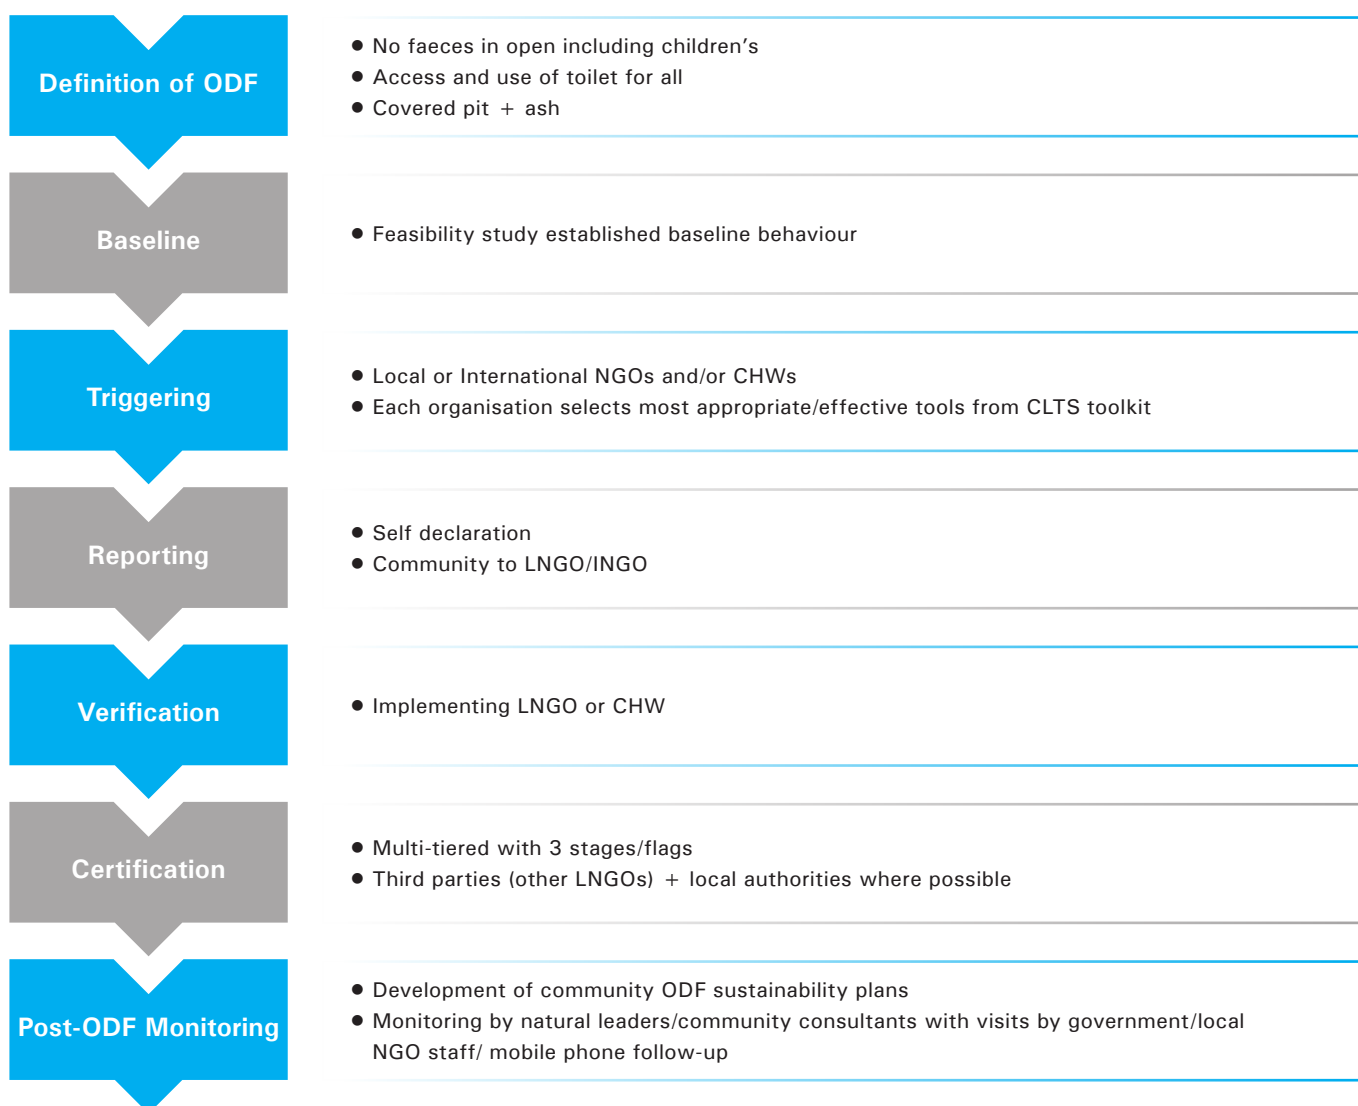 Definition of ODF
● No faeces in open including children's
● Access and use of toilet for all
● Covered pit + ash
Baseline
● Feasibility study established baseline behaviour
Triggering
● Local or International NGOs and/or CHWs
● Each organisation selects most appropriate/effective tools from CLTS toolkit
Reporting
● Self declaration
● Community to LNGO/INGO
Verification
● Implementing LNGO or CHW
Certification
● Multi-tiered with 3 stages/flags
● Third parties (other LNGOs) + local authorities where possible
Post-ODF Monitoring
● Development of community ODF sustainability plans
● Monitoring by natural leaders/community consultants with visits by government/local
NGO staff/ mobile phone follow-up